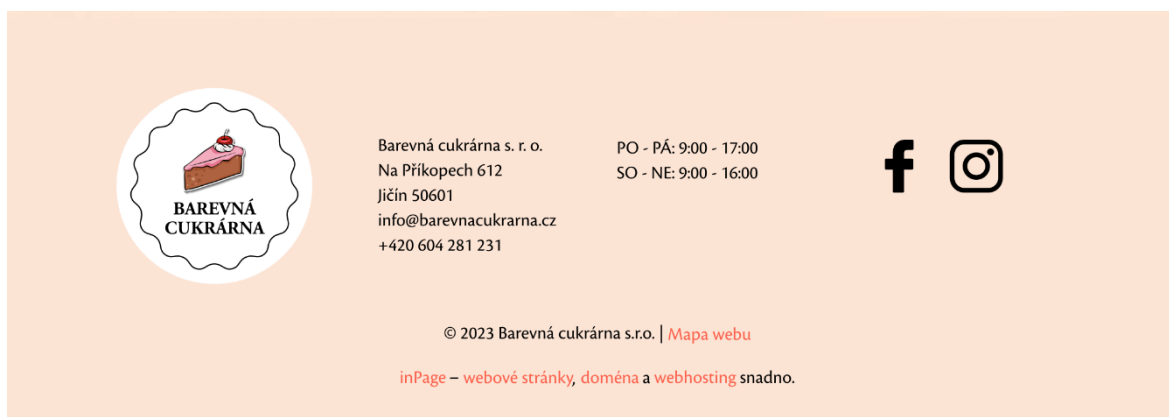 BAREVNÁ
CUKRÁRNA
Barevná cukrárna s. r. o.
Na Příkopech 612
Jičín 50601
info@barevnacukrarna.cz
+420 604 281 231
PO - PÁ: 9:00 - 17:00
SO - NE: 9:00 - 16:00
© 2023 Barevná cukrárna s.r.o. | Mapa webu
inPage – webové stránky, doména a webhosting snadno.